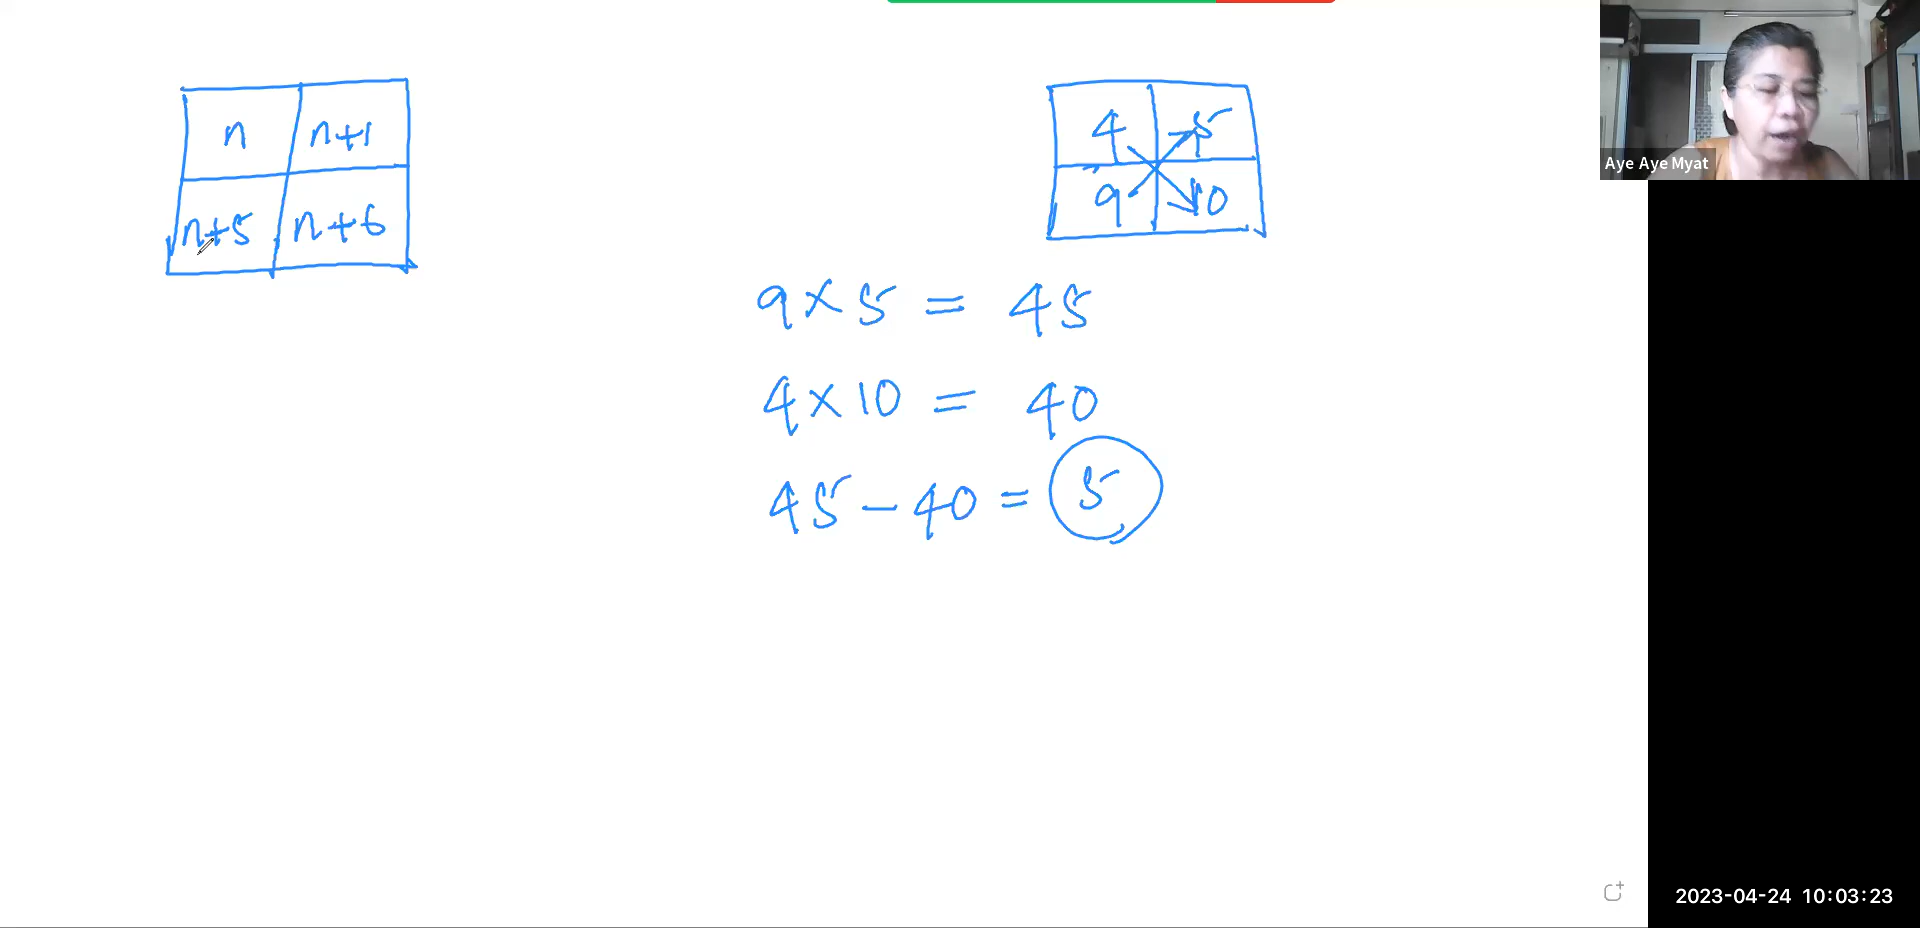 n n+1
n+5 n+6
4 5
9 10
9 × 5 = 45
4 × 10 = 40
45 - 40 = 5
Aye Aye Myat
2023-04-24 10:03:23